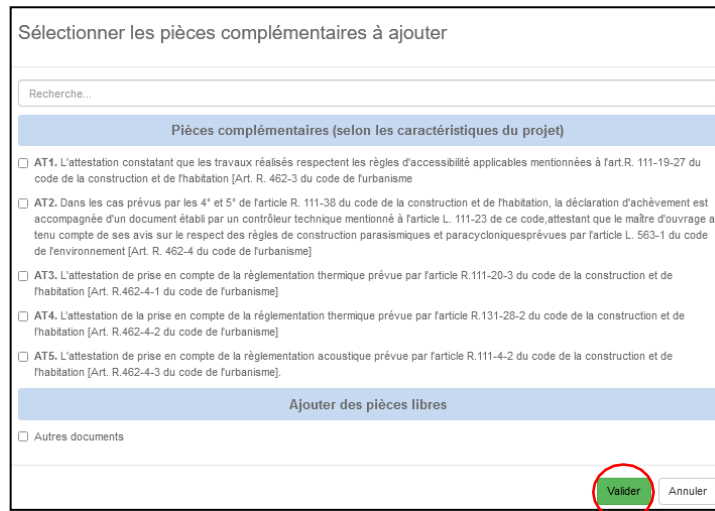 Sélectionner les pièces complémentaires à ajouter
Recherche...
Pièces complémentaires (selon les caractéristiques du projet)
AT1. L'attestation constatant que les travaux réalisés respectent les règles d'accessibilité applicables mentionnées à l'art.R. 111-19-27 du
code de la construction et de l'habitation [Art. R. 462-3 du code de l'urbanisme
AT2. Dans les cas prévus par les 4° et 5° de l'article R. 111-38 du code de la construction et de l'habitation, la déclaration d'achèvement est
accompagnée d'un document établi par un contrôleur technique mentionné à l'article L. 111-23 de ce code,attestant que le maître d'ouvrage a
tenu compte de ses avis sur le respect des règles de construction parasismiques et paracycloniquesprévues par l'article L. 563-1 du code
de l'environnement [Art. R. 462-4 du code de l'urbanisme]
AT3. L'attestation de prise en compte de la règlementation thermique prévue par l'article R.111-20-3 du code de la construction et de
l'habitation [Art. R.462-4-1 du code de l'urbanisme]
AT4. L'attestation de la prise en compte de la réglementation thermique prévue par l'article R.131-28-2 du code de la construction et de
l'habitation [Art. R.462-4-2 du code de l'urbanisme]
AT5. L'attestation de prise en compte de la règlementation acoustique prévue par l'article R.111-4-2 du code de la construction et de
l'habitation [Art. R.462-4-3 du code de l'urbanisme].
Ajouter des pièces libres
Autres documents
Valider
Annuler